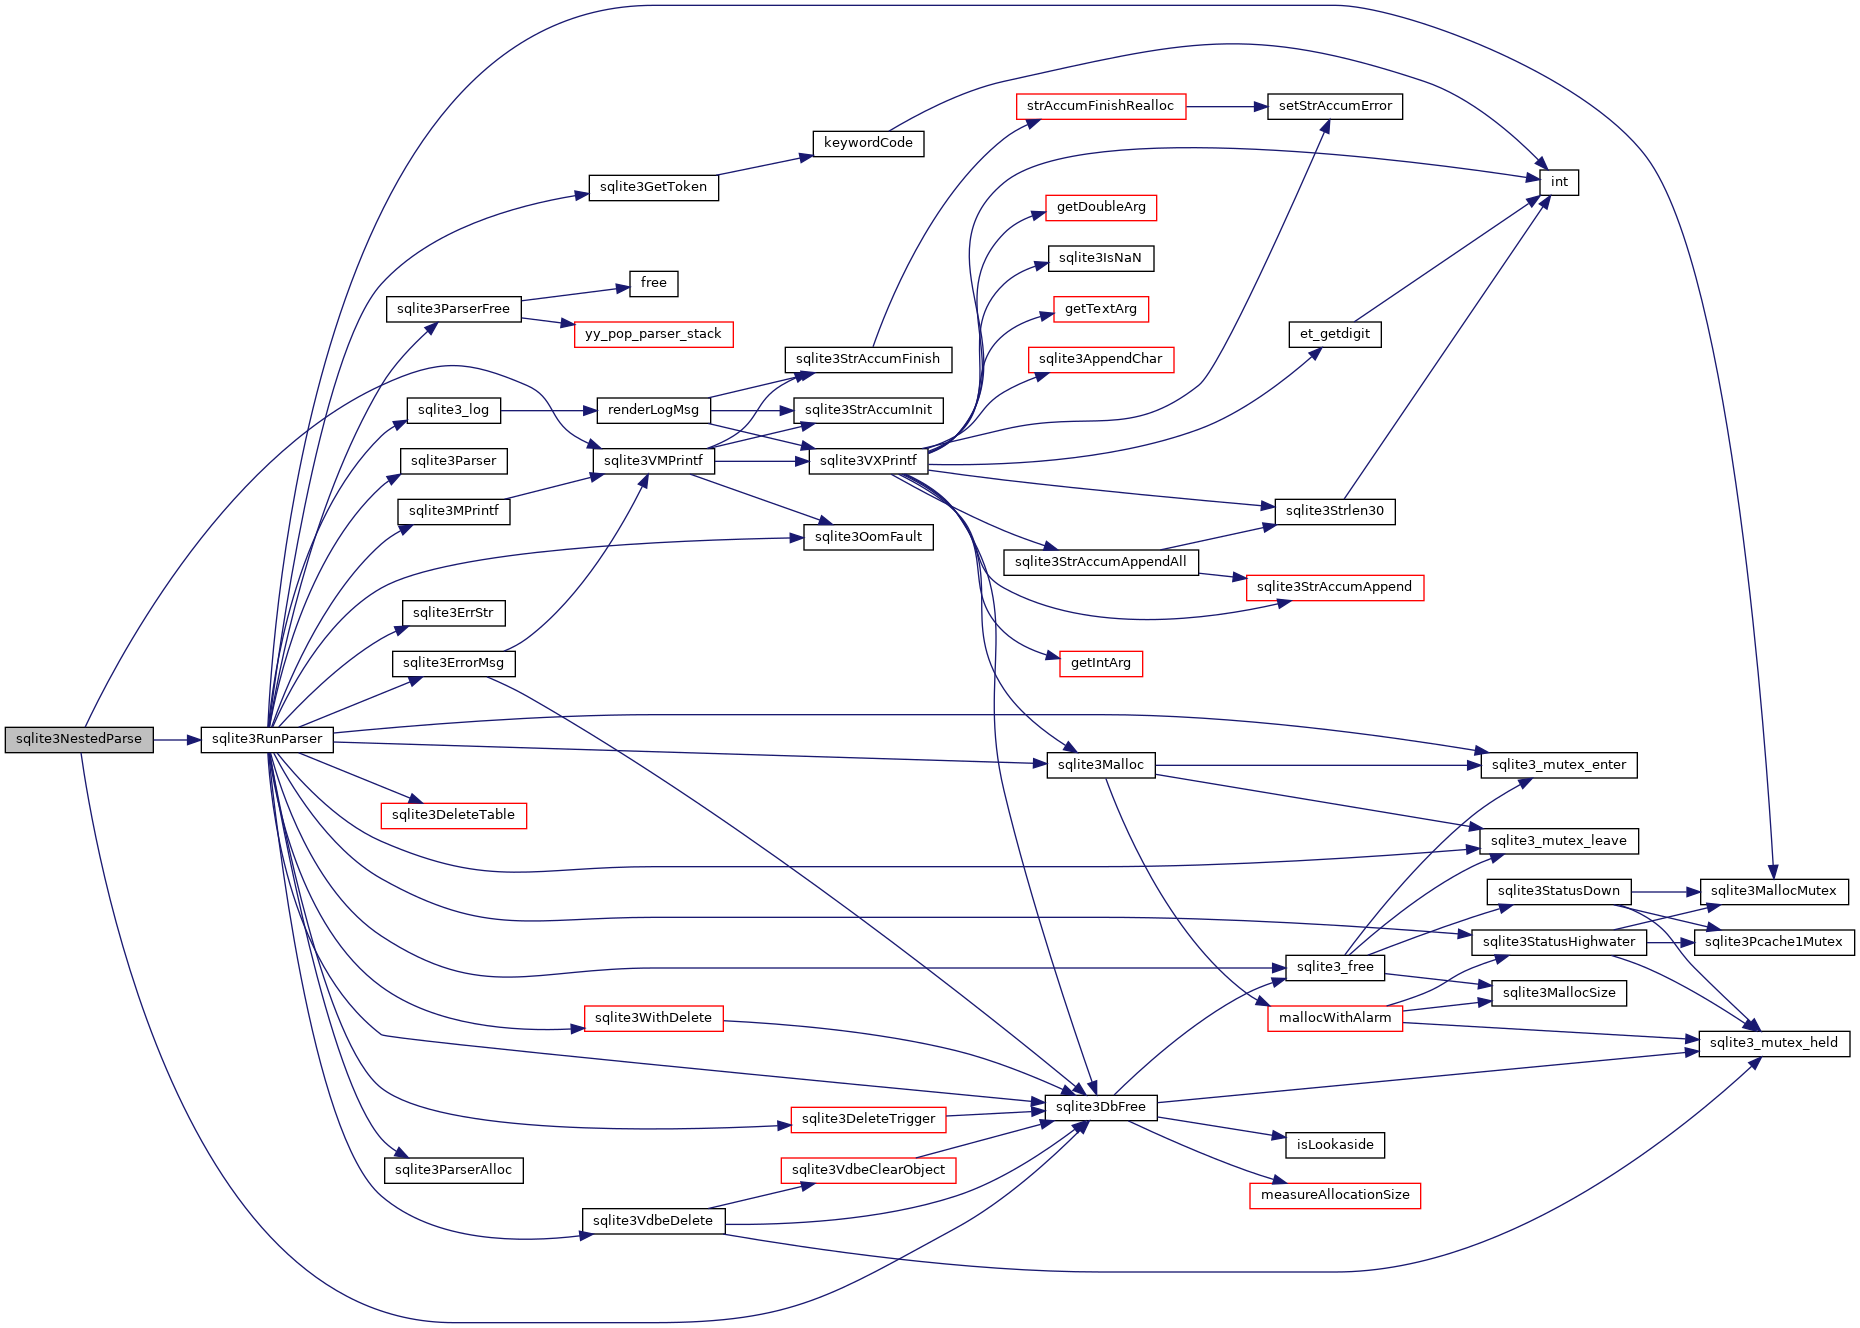 strAccumFinishRealloc
setStrAccumError
keywordCode
int
sqlite3GetToken
getDoubleArg
sqlite3IsNaN
free
sqlite3ParserFree
getTextArg
yy_pop_parser_stack
et_getdigit
sqlite3StrAccumFinish
sqlite3AppendChar
sqlite3_log
renderLogMsg
sqlite3StrAccumInit
sqlite3Parser
sqlite3VMPrintf
sqlite3VXPrintf
sqlite3MPrintf
sqlite3Strlen30
sqlite3OomFault
sqlite3StrAccumAppendAll
sqlite3StrAccumAppend
sqlite3ErrStr
sqlite3ErrorMsg
getIntArg
sqlite3NestedParse
sqlite3RunParser
sqlite3Malloc
sqlite3_mutex_enter
sqlite3DeleteTable
sqlite3_mutex_leave
sqlite3StatusDown
sqlite3MallocMutex
sqlite3StatusHighwater
sqlite3Pcache1Mutex
sqlite3_free
sqlite3MallocSize
sqlite3WithDelete
mallocWithAlarm
sqlite3_mutex_held
sqlite3DbFree
sqlite3DeleteTrigger
isLookaside
sqlite3ParserAlloc
sqlite3VdbeClearObject
measureAllocationSize
sqlite3VdbeDelete